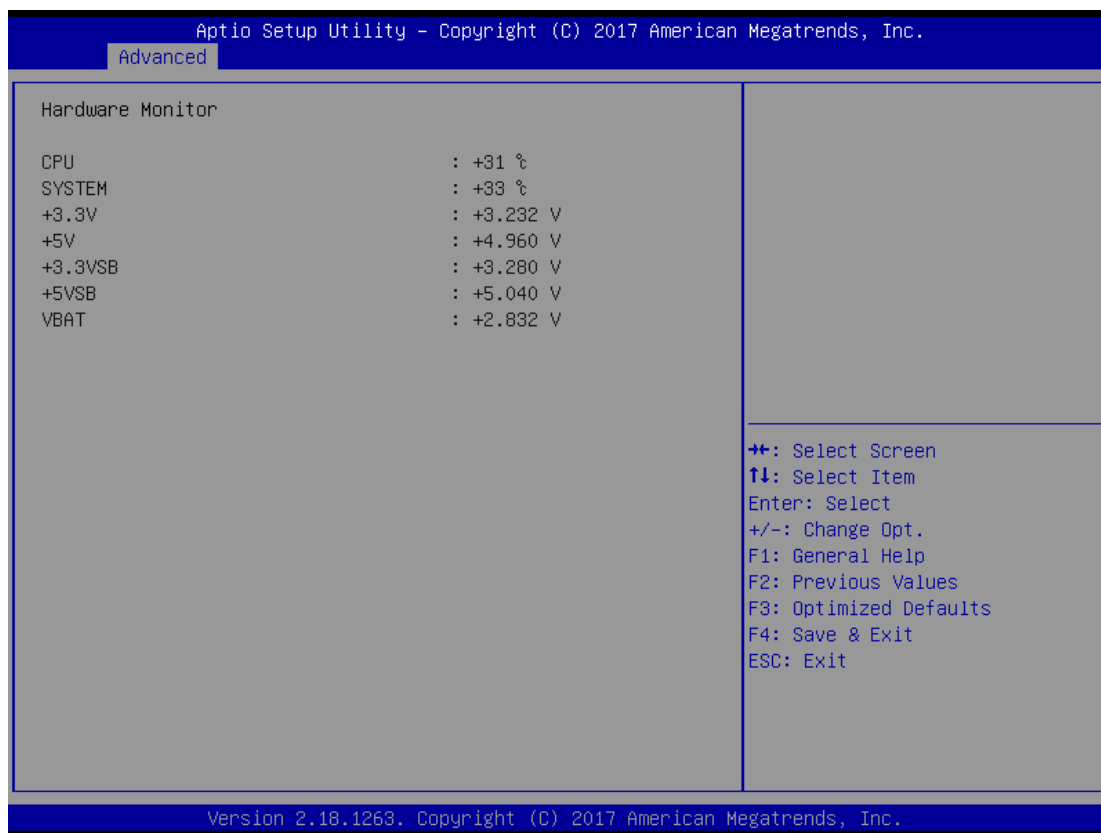 Aptio Setup Utility – Copyright (C) 2017 American Megatrends, Inc.
Advanced
Hardware Monitor
CPU : +31 ℃
SYSTEM : +33 ℃
+3.3V : +3.232 V
+5V : +4.960 V
+3.3VSB : +3.280 V
+5VSB : +5.040 V
VBAT : +2.832 V
→←: Select Screen
↑↓: Select Item
Enter: Select
+/-: Change Opt.
F1: General Help
F2: Previous Values
F3: Optimized Defaults
F4: Save & Exit
ESC: Exit
Version 2.18.1263. Copyright (C) 2017 American Megatrends, Inc.